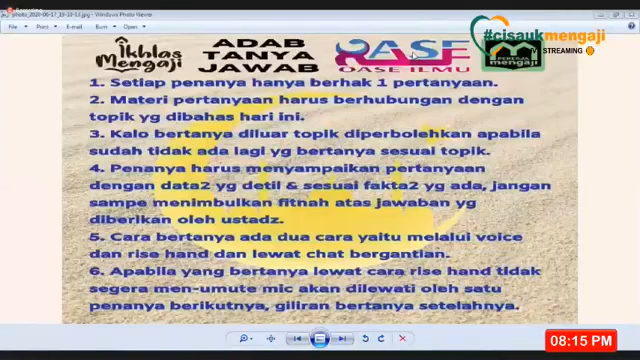 Recording
photo_2020-06-17_19-33-53.jpg - Windows Photo Viewer
File Print E-mail Burn Open
Ikhlas Mengaji
ADAB TANYA JAWAB
OASE
OASE ILMU
#cisaukmengaji
STREAMING
mengaji
1. Setiap penanya hanya berhak 1 pertanyaan.
2. Materi pertanyaan harus berhubungan dengan
topik yg dibahas hari ini.
3. Kalo bertanya diluar topik diperbolehkan apabila
sudah tidak ada lagi yg bertanya sesuai topik.
4. Penanya harus menyampaikan pertanyaan
dengan data2 yg detil & sesuai fakta2 yg ada, jangan
sampe menimbulkan fitnah atas jawaban yg
diberikan oleh ustadz.
5. Cara bertanya ada dua cara yaitu melalui voice
dan rise hand dan lewat chat bergantian.
6. Apabila yang bertanya lewat cara rise hand tidak
segera men-umute mic akan dilewati oleh satu
penanya berikutnya, giliran bertanya setelahnya.
08:15 PM